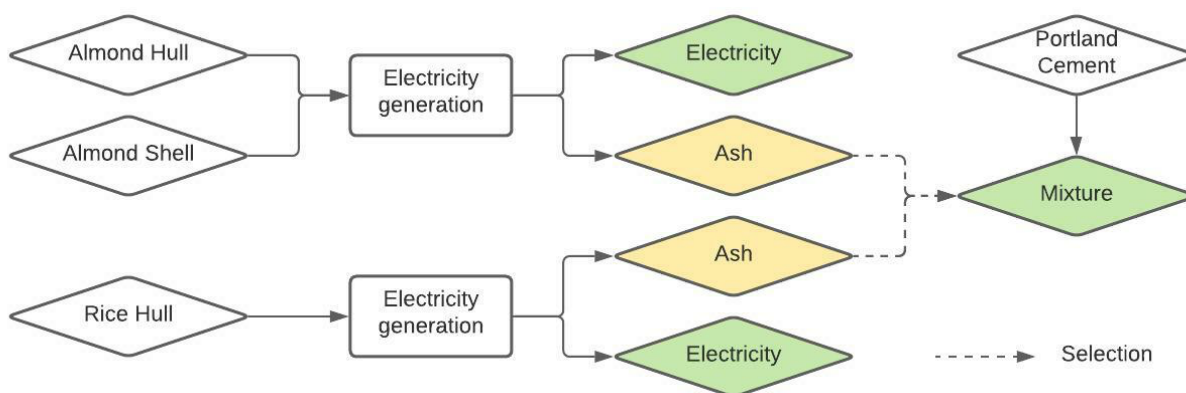 Almond Hull
Almond Shell
Electricity
generation
Electricity
Ash
Portland
Cement
Mixture
Rice Hull
Electricity
generation
Ash
Electricity
Selection